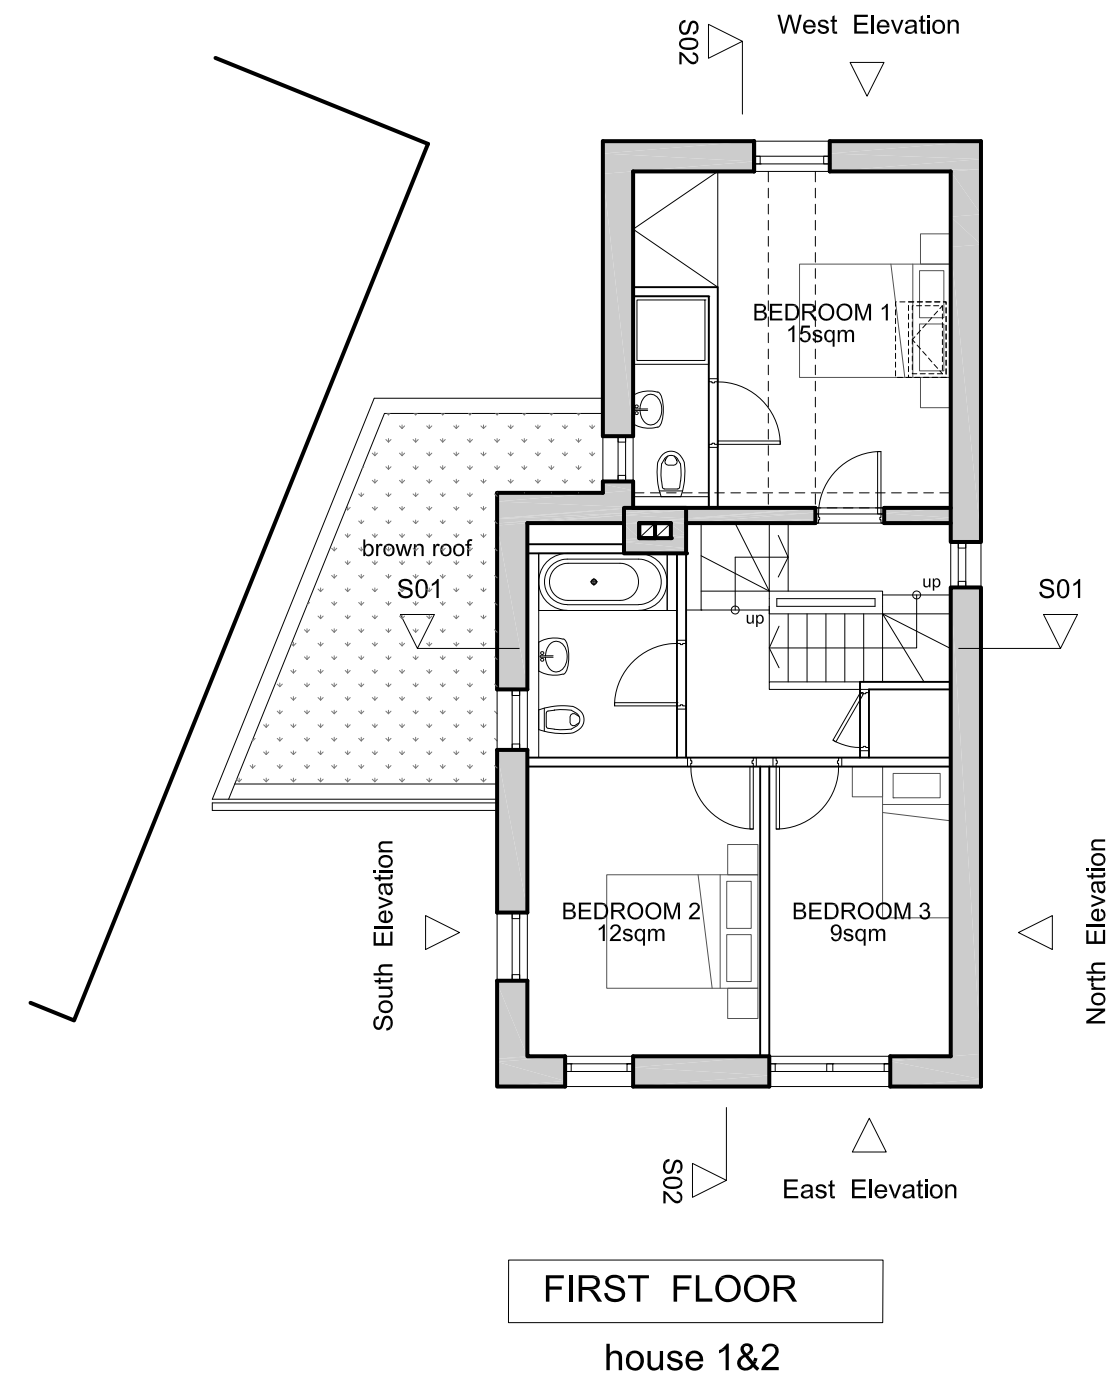 West Elevation
S02
BEDROOM 1
15sqm
brown roof
S01
up
up
S01
South Elevation
BEDROOM 2
12sqm
BEDROOM 3
9sqm
North Elevation
S02
East Elevation
FIRST FLOOR
house 1&2